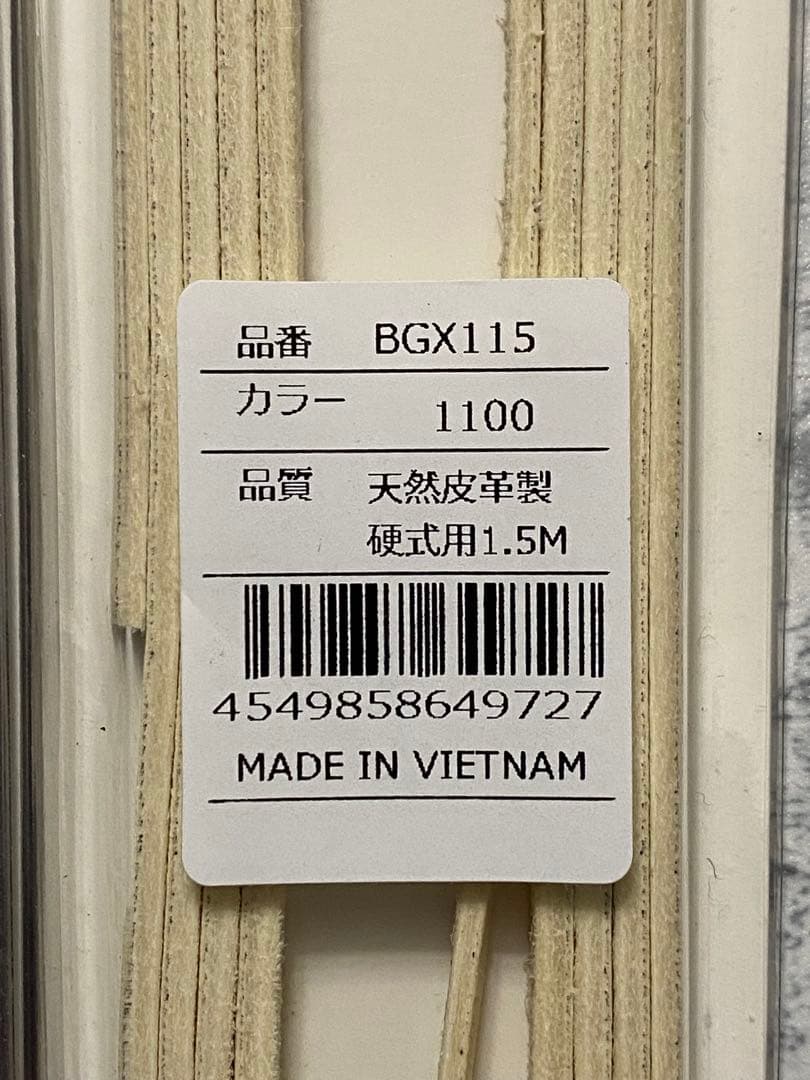 品番 BGX115
カラー 1100
品質 天然皮革製
硬式用1.5M
4549858649727
MADE IN VIETNAM